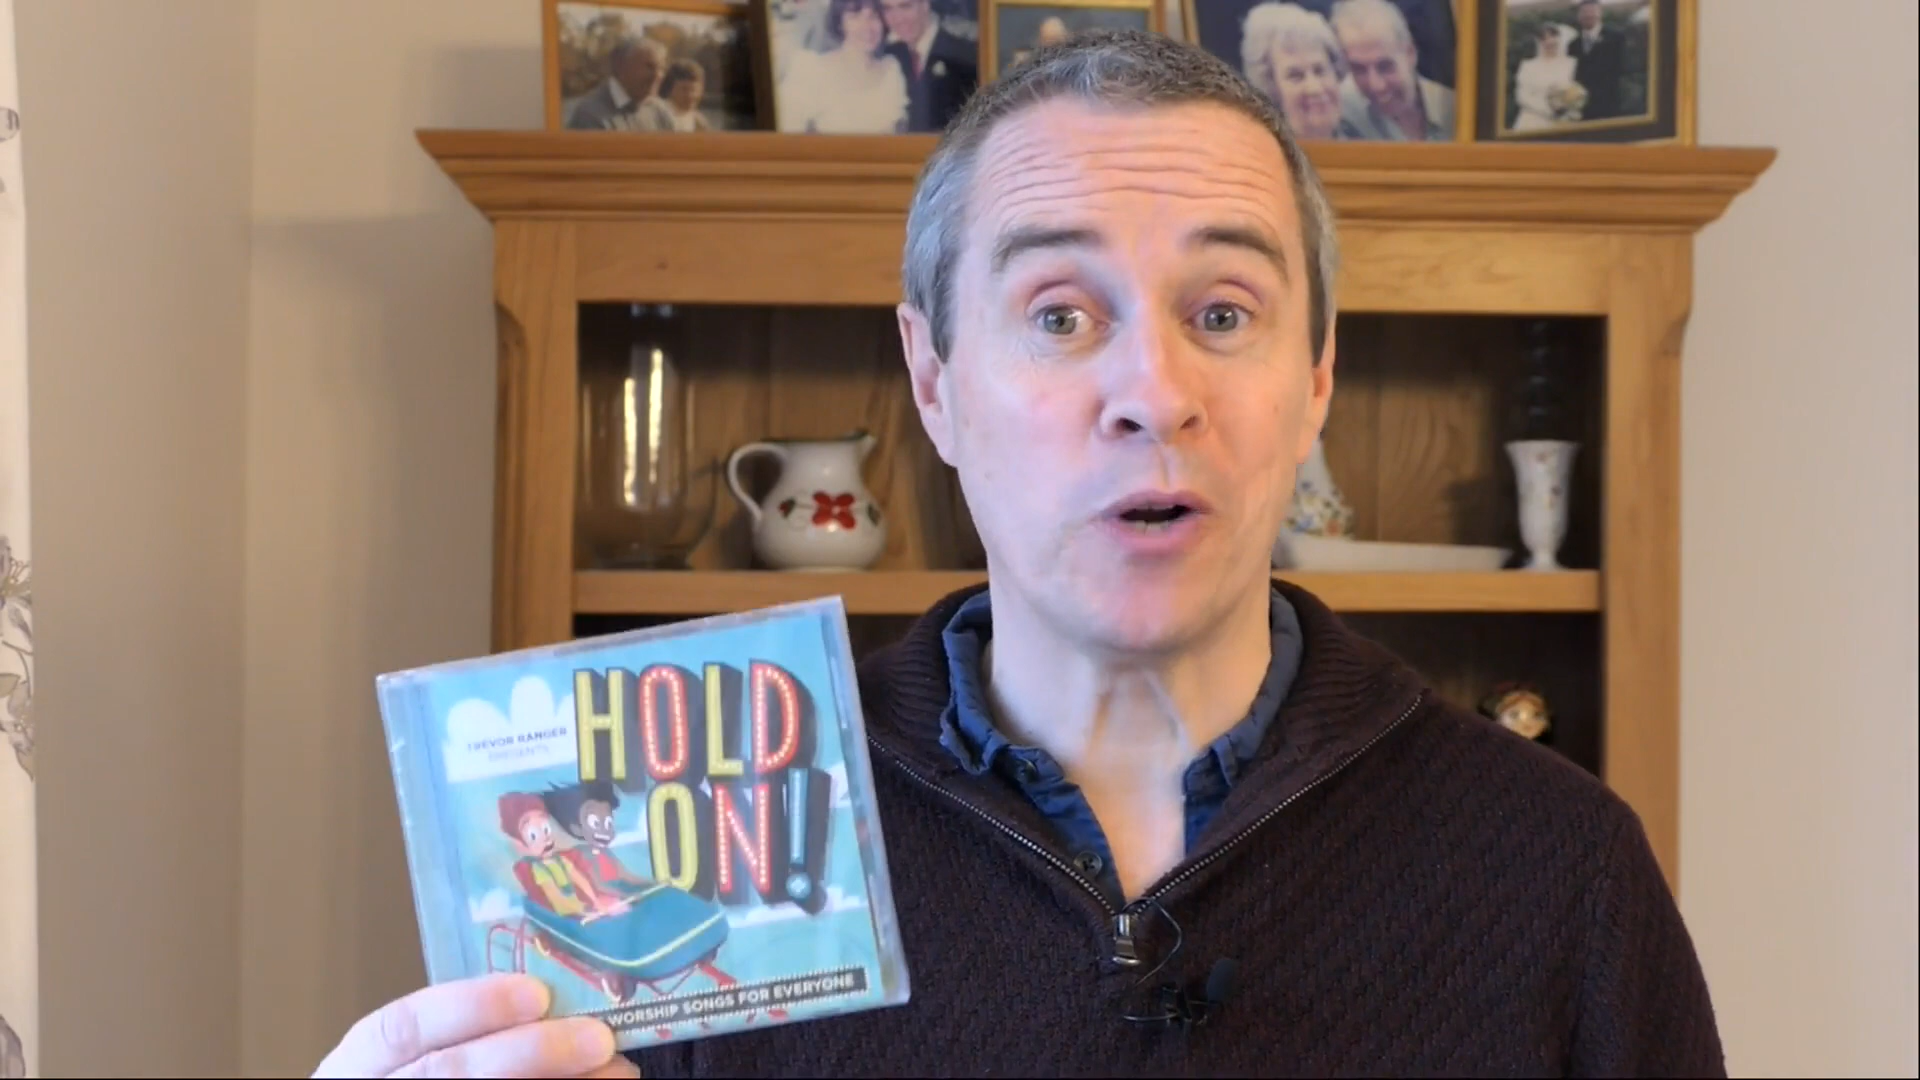 TREVOR RANGER
PRESENTS
HOLD
ON!
WORSHIP SONGS FOR EVERYONE